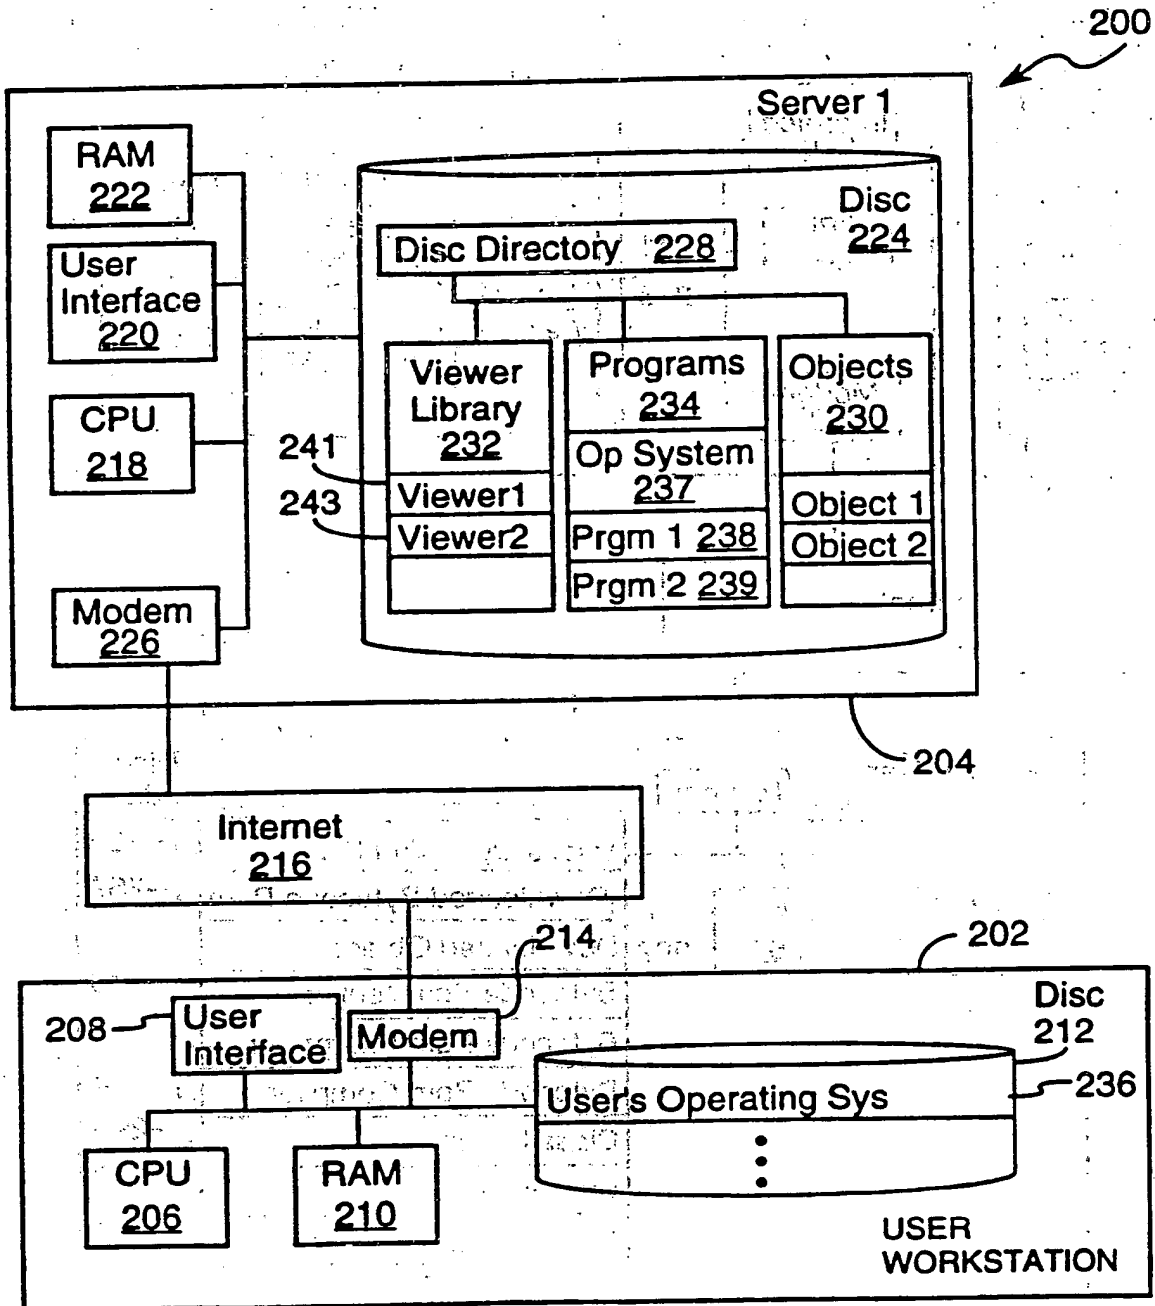 200
Server 1
RAM
222
User
Interface
220
CPU
218
Modem
226
Disc
224
Disc Directory 228
Viewer
Library
232
Viewer1
Viewer2
241
243
Programs
234
Op System
237
Prgm 1 238
Prgm 2 239
Objects
230
Object 1
Object 2
204
Internet
216
214
202
208
User
Interface
Modem
Disc
212
User's Operating Sys
236
CPU
206
RAM
210
USER
WORKSTATION